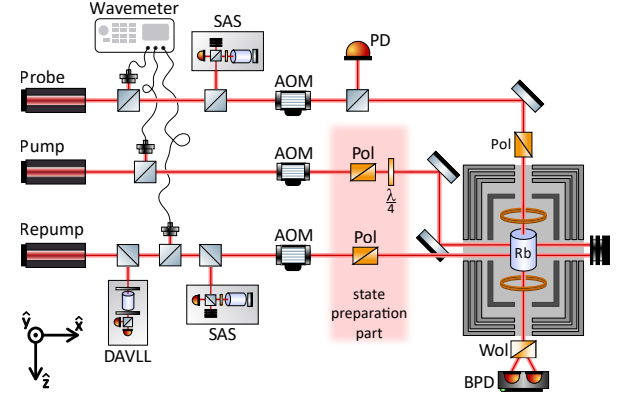 Wavemeter
SAS
PD
Probe
AOM
Pol
Pump
AOM
Pol
λ
4
Repump
AOM
Pol
Rb
state
preparation
part
SAS
DAVLL
ŷ
x̂
ẑ
Wol
BPD